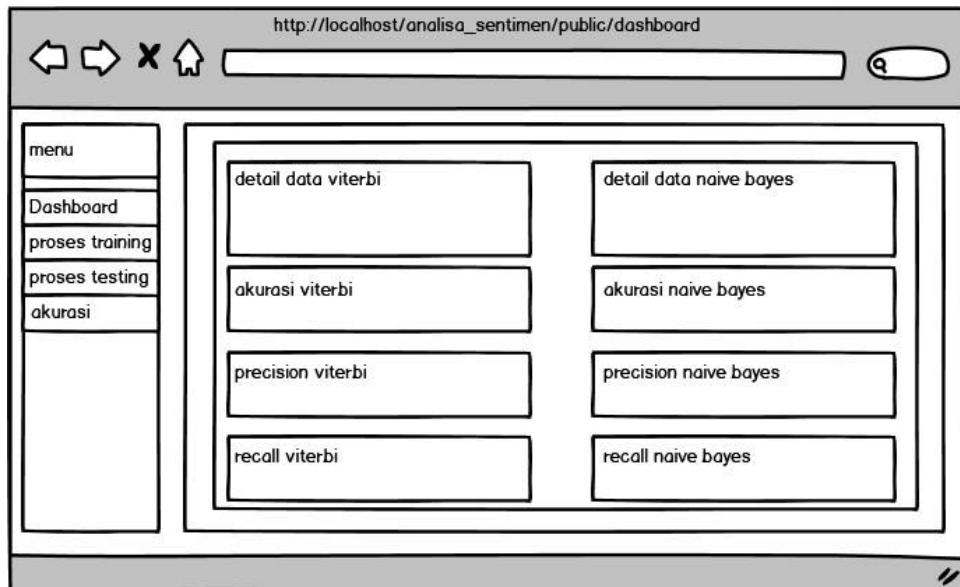 http://localhost/analisa_sentimen/public/dashboard
menu
Dashboard
proses training
proses testing
akurasi
detail data viterbi
detail data naive bayes
akurasi viterbi
akurasi naive bayes
precision viterbi
precision naive bayes
recall viterbi
recall naive bayes